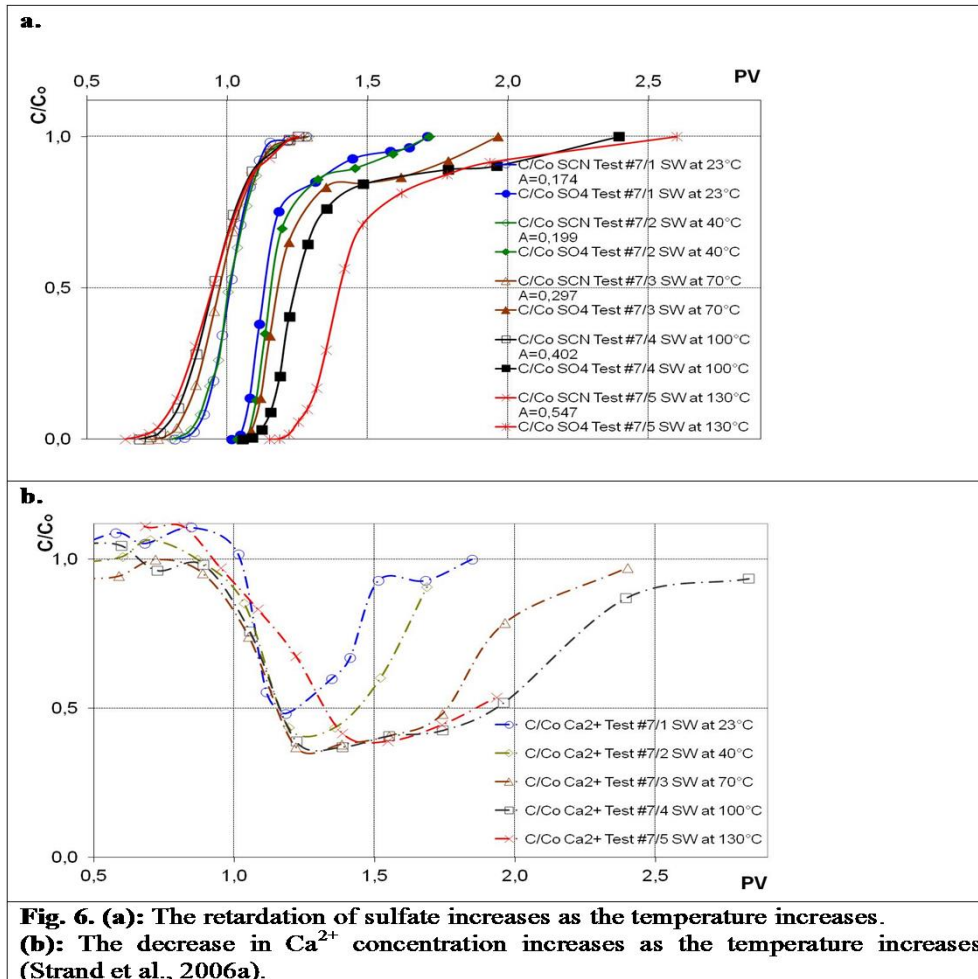 a.
0,5 1,0 1,5 2,0 2,5 PV
C/Co
1,0
0,5
0,0
C/Co SCN Test #7/1 SW at 23°C
A=0,174
C/Co SO4 Test #7/1 SW at 23°C
C/Co SCN Test #7/2 SW at 40°C
A=0,199
C/Co SO4 Test #7/2 SW at 40°C
C/Co SCN Test #7/3 SW at 70°C
A=0,297
C/Co SO4 Test #7/3 SW at 70°C
C/Co SCN Test #7/4 SW at 100°C
A=0,402
C/Co SO4 Test #7/4 SW at 100°C
C/Co SCN Test #7/5 SW at 130°C
A=0,547
C/Co SO4 Test #7/5 SW at 130°C
b.
C/Co
1,0
0,5
0,0
C/Co Ca2+ Test #7/1 SW at 23°C
C/Co Ca2+ Test #7/2 SW at 40°C
C/Co Ca2+ Test #7/3 SW at 70°C
C/Co Ca2+ Test #7/4 SW at 100°C
C/Co Ca2+ Test #7/5 SW at 130°C
0,5 1,0 1,5 2,0 2,5 PV
Fig. 6. (a): The retardation of sulfate increases as the temperature increases.
(b): The decrease in Ca²⁺ concentration increases as the temperature increases
(Strand et al., 2006a).